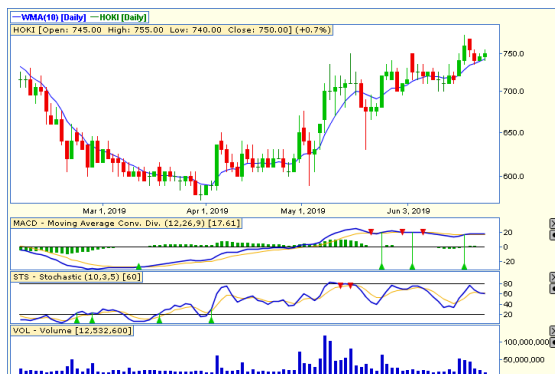 WMA(10) [Daily] HOKI [Daily]
HOKI [Open: 745.00 High: 755.00 Low: 740.00 Close: 750.00] (+0.7%)
750.0
700.0
650.0
600.0
Mar 1, 2019 Apr 1, 2019 May 1, 2019 Jun 3, 2019
MACD - Moving Average Conv. Div. (12,26,9) [17.61]
20
0
-20
STS - Stochastic (10,3,5) [60]
80
60
40
20
VOL - Volume [12,532,600]
100,000,000
50,000,000